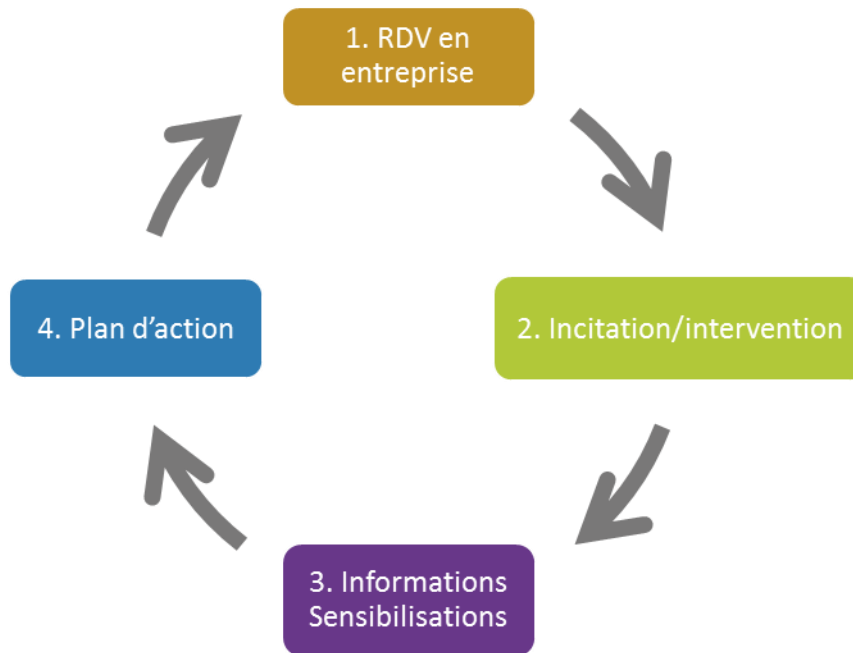 1. RDV en
entreprise
2. Incitation/intervention
3. Informations
Sensibilisations
4. Plan d’action